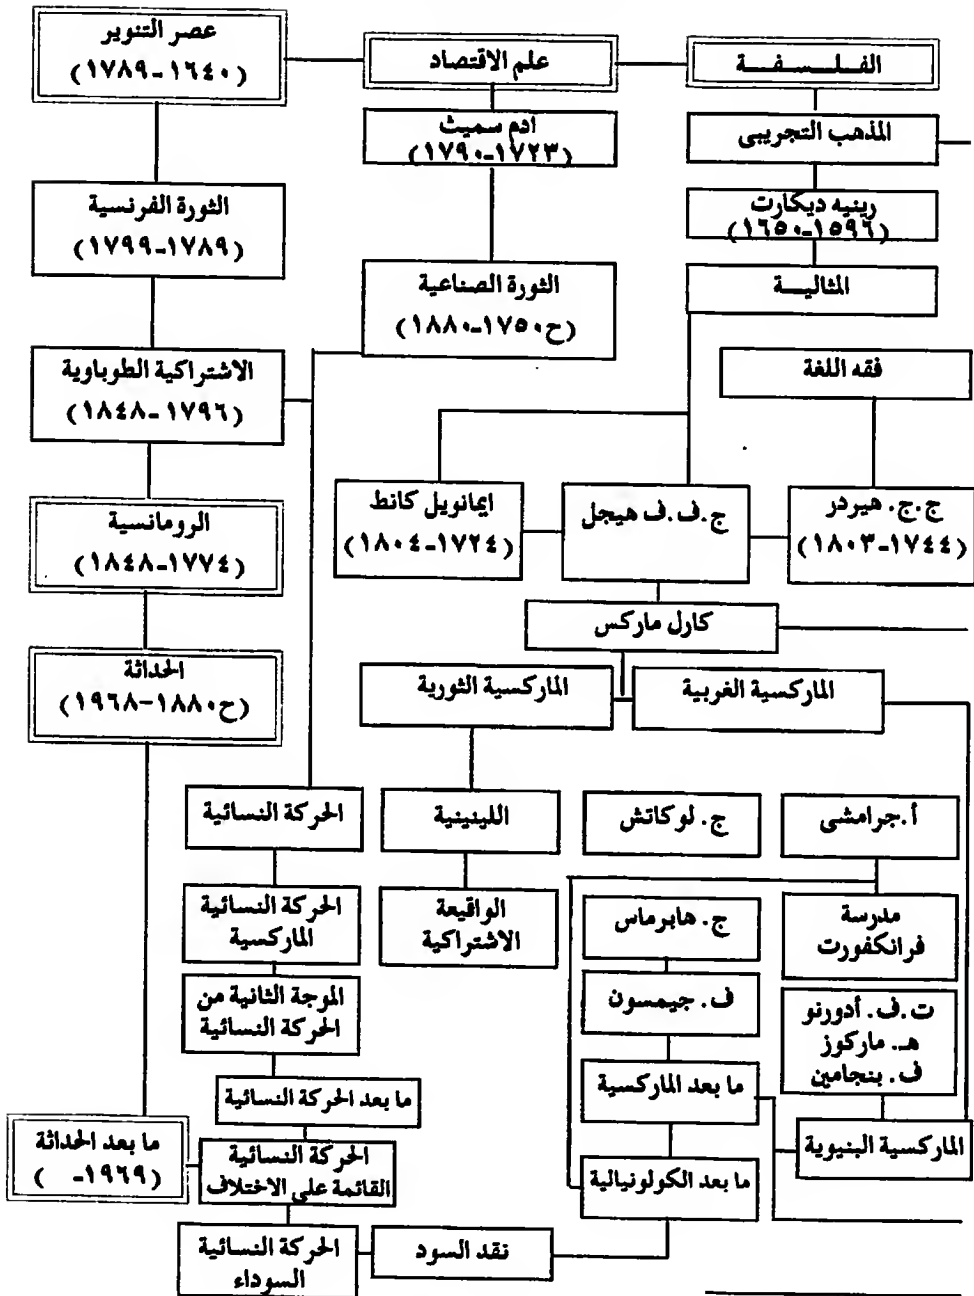 الفلسفة
علم الاقتصاد
عصر التنوير
(١٦٤٠-١٧٨٩)
المذهب التجريبى
ادم سميث
(١٧٢٣-١٧٩٠)
رينيه ديكارت
(١٥٩٦-١٦٥٠)
الثورة الفرنسية
(١٧٨٩-١٧٩٩)
المثالية
الثورة الصناعية
(ح١٧٥٠-١٨٨٠)
فقه اللغة
الاشتراكية الطوباوية
(١٧٩٦-١٨٤٨)
ج.ج. هيردر
(١٧٤٤-١٨٠٣)
ج.ف.ف هيجل
ايمانويل كانط
(١٧٢٤-١٨٠٤)
الرومانسية
(١٧٧٤-١٨٤٨)
كارل ماركس
الماركسية الغربية
الماركسية الثورية
الحداثة
(ح١٨٨٠-١٩٦٨)
أ.جرامشى
ج. لوكاتش
اللينينية
الحركة النسائية
مدرسة
فرانكفورت
ج. هابرماس
الواقيعة
الاشتراكية
الحركة النسائية
الماركسية
ت.ف. أدورنو
هـ. ماركوز
ف. بنجامين
ف. جيمسون
الموجة الثانية من
الحركة النسائية
ما بعد الماركسية
ما بعد الحركة النسائية
الماركسية البنيوية
ما بعد الكولونيالية
الحركة النسائية
القائمة على الاختلاف
ما بعد الحداثة
(١٩٦٩- )
نقد السود
الحركة النسائية
السوداء